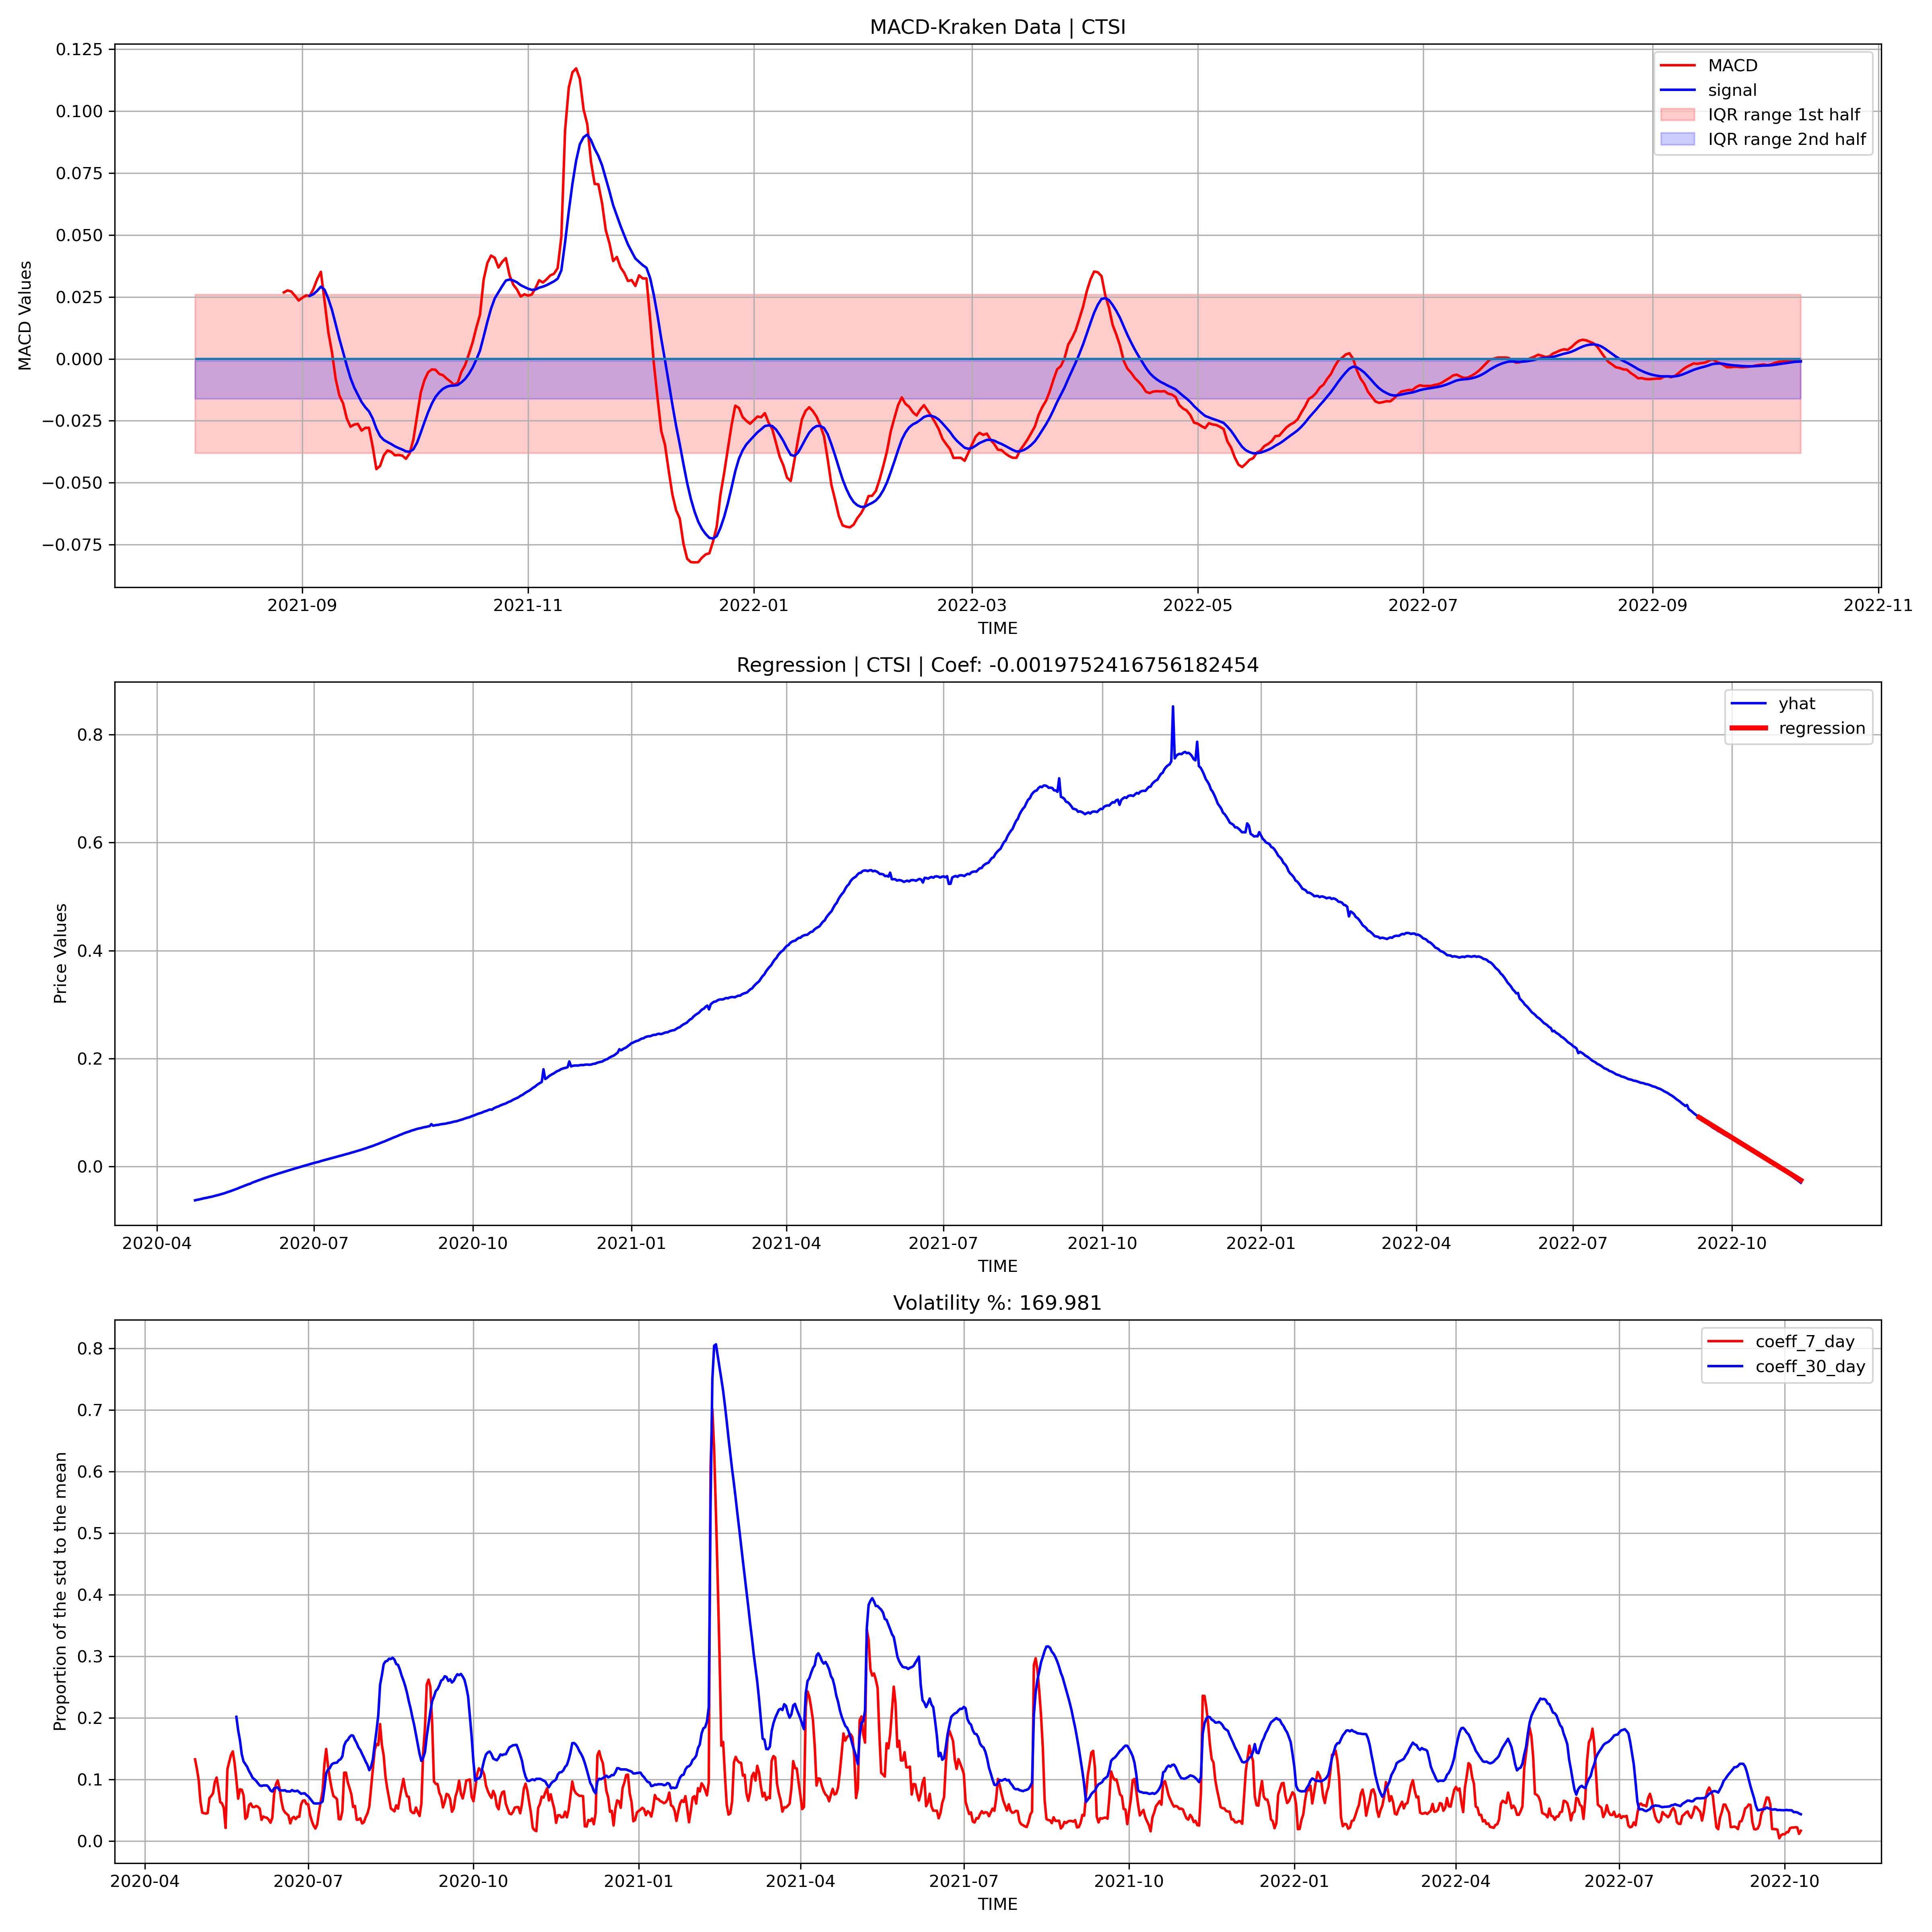 MACD-Kraken Data | CTSI
0.125
0.100
0.075
0.050
0.025
0.000
−0.025
−0.050
−0.075
MACD Values
MACD
signal
IQR range 1st half
IQR range 2nd half
2021-09 2021-11 2022-01 2022-03 2022-05 2022-07 2022-09 2022-11
TIME
Regression | CTSI | Coef: -0.0019752416756182454
0.8
0.6
0.4
0.2
0.0
Price Values
yhat
regression
2020-04 2020-07 2020-10 2021-01 2021-04 2021-07 2021-10 2022-01 2022-04 2022-07 2022-10
TIME
Volatility %: 169.981
0.8
0.7
0.6
0.5
0.4
0.3
0.2
0.1
0.0
Proportion of the std to the mean
coeff_7_day
coeff_30_day
2020-04 2020-07 2020-10 2021-01 2021-04 2021-07 2021-10 2022-01 2022-04 2022-07 2022-10
TIME